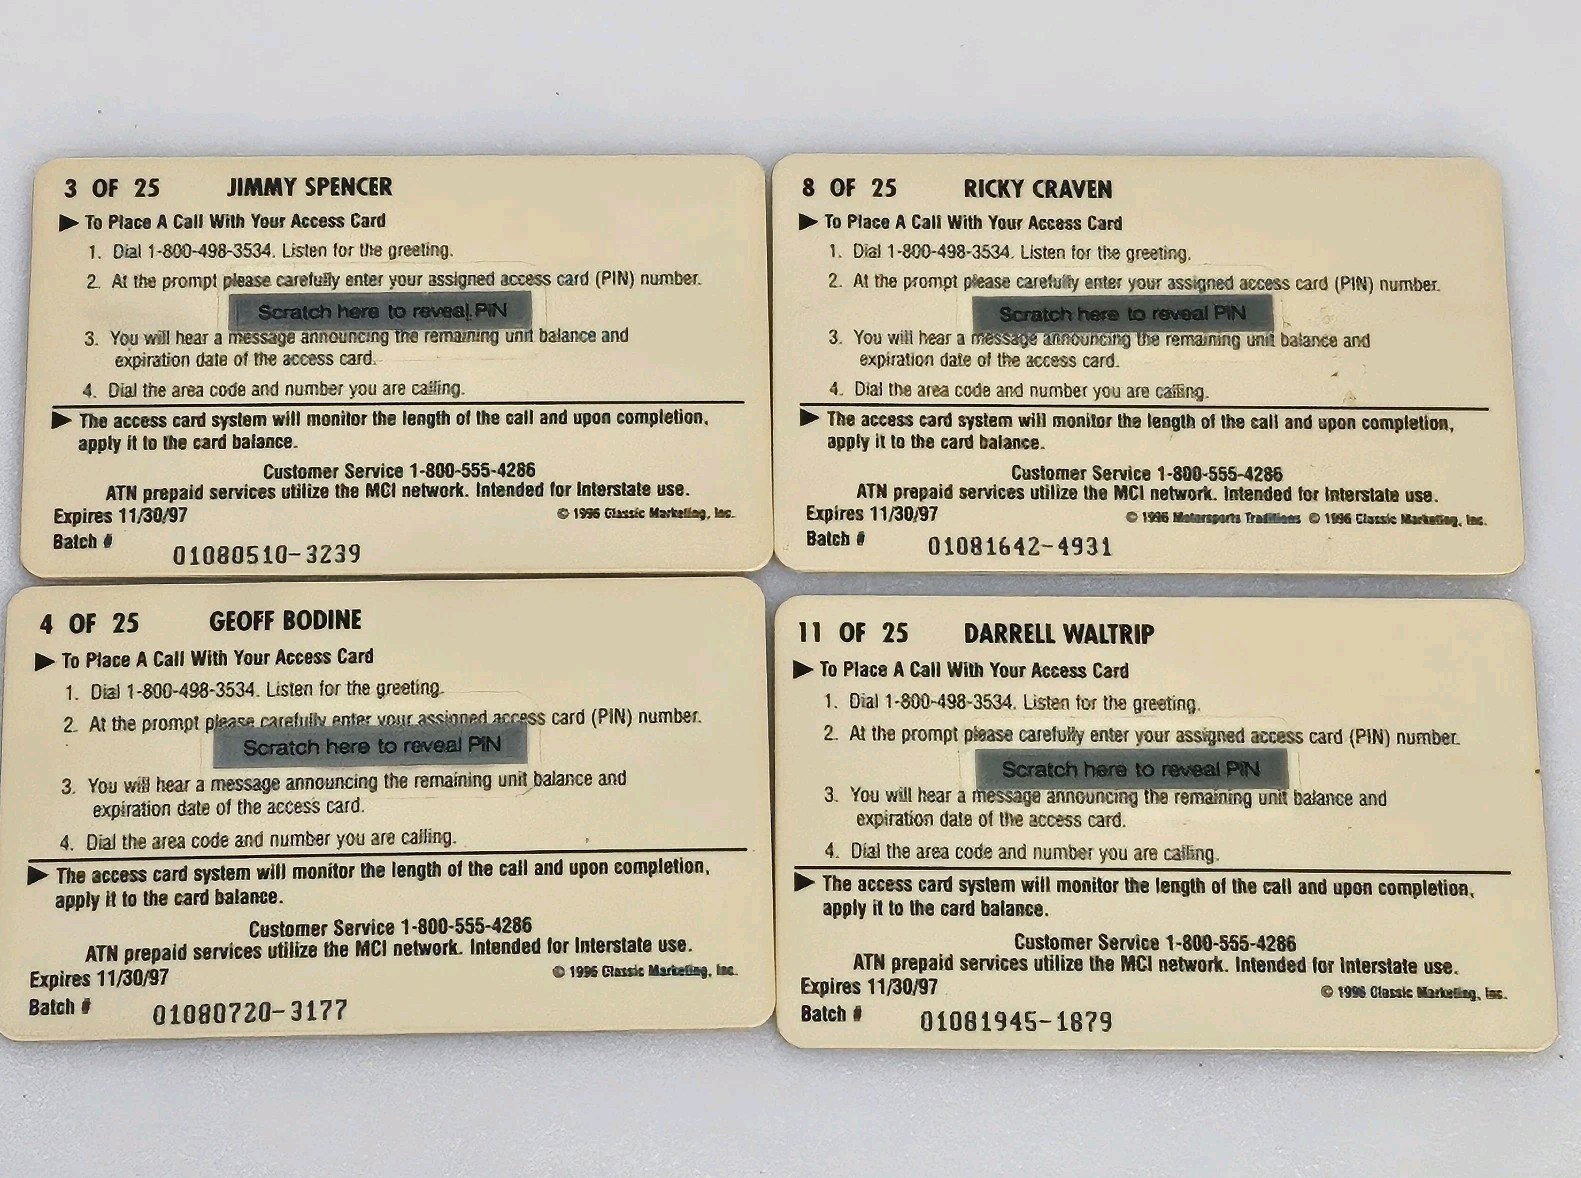 3 OF 25 JIMMY SPENCER
▶ To Place A Call With Your Access Card
1. Dial 1-800-498-3534. Listen for the greeting.
2. At the prompt please carefully enter your assigned access card (PIN) number.
Scratch here to reveal PIN
3. You will hear a message announcing the remaining unit balance and
expiration date of the access card.
4. Dial the area code and number you are calling.
▶ The access card system will monitor the length of the call and upon completion,
apply it to the card balance.
Customer Service 1-800-555-4286
ATN prepaid services utilize the MCI network. Intended for Interstate use.
Expires 11/30/97 © 1996 Classic Marketing, Inc.
Batch # 01080510-3239
8 OF 25 RICKY CRAVEN
▶ To Place A Call With Your Access Card
1. Dial 1-800-498-3534. Listen for the greeting.
2. At the prompt please carefully enter your assigned access card (PIN) number.
Scratch here to reveal PIN
3. You will hear a message announcing the remaining unit balance and
expiration date of the access card.
4. Dial the area code and number you are calling.
▶ The access card system will monitor the length of the call and upon completion,
apply it to the card balance.
Customer Service 1-800-555-4286
ATN prepaid services utilize the MCI network. Intended for Interstate use.
Expires 11/30/97 © 1996 Motorsports Traditions © 1996 Classic Marketing, Inc.
Batch # 01081642-4931
4 OF 25 GEOFF BODINE
▶ To Place A Call With Your Access Card
1. Dial 1-800-498-3534. Listen for the greeting.
2. At the prompt please carefully enter your assigned access card (PIN) number.
Scratch here to reveal PIN
3. You will hear a message announcing the remaining unit balance and
expiration date of the access card.
4. Dial the area code and number you are calling.
▶ The access card system will monitor the length of the call and upon completion,
apply it to the card balance.
Customer Service 1-800-555-4286
ATN prepaid services utilize the MCI network. Intended for Interstate use.
Expires 11/30/97 © 1996 Classic Marketing, Inc.
Batch # 01080720-3177
11 OF 25 DARRELL WALTRIP
▶ To Place A Call With Your Access Card
1. Dial 1-800-498-3534. Listen for the greeting.
2. At the prompt please carefully enter your assigned access card (PIN) number.
Scratch here to reveal PIN
3. You will hear a message announcing the remaining unit balance and
expiration date of the access card.
4. Dial the area code and number you are calling.
▶ The access card system will monitor the length of the call and upon completion,
apply it to the card balance.
Customer Service 1-800-555-4286
ATN prepaid services utilize the MCI network. Intended for Interstate use.
Expires 11/30/97 © 1996 Classic Marketing, Inc.
Batch # 01081945-1879